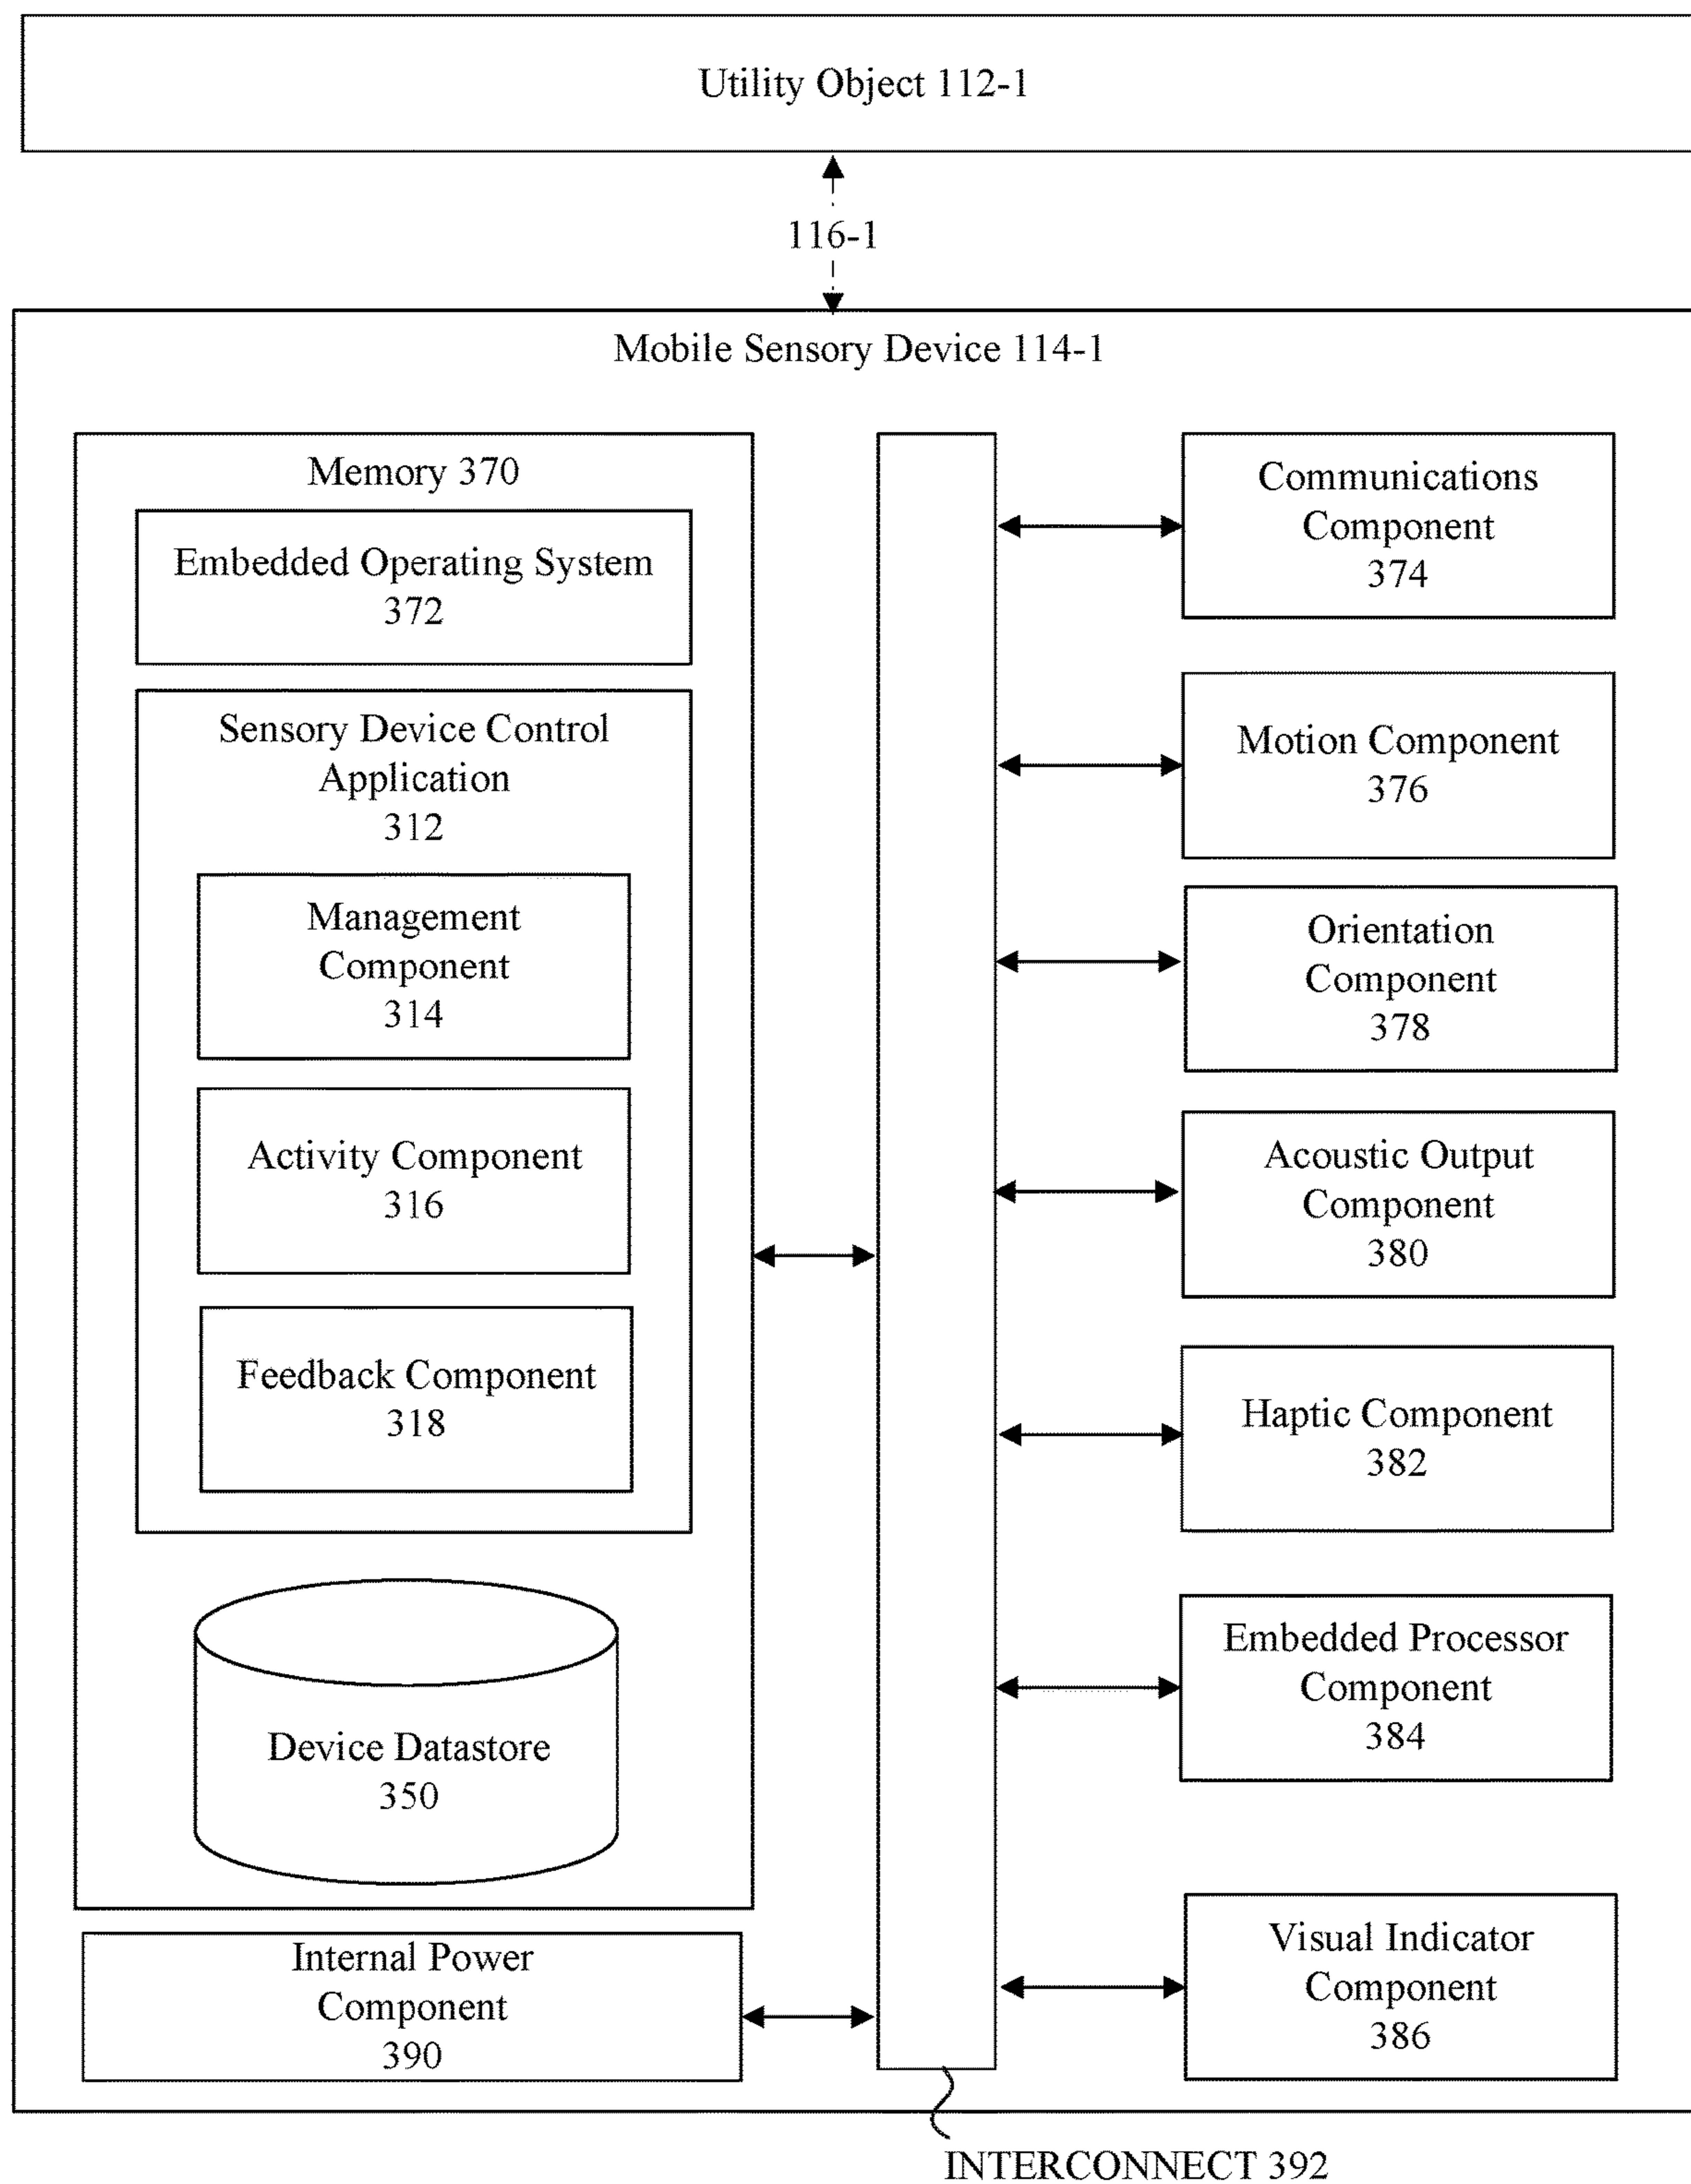 Utility Object 112-1
116-1
Mobile Sensory Device 114-1
Memory 370
Embedded Operating System
372
Sensory Device Control
Application
312
Management
Component
314
Activity Component
316
Feedback Component
318
Device Datastore
350
Internal Power
Component
390
Communications
Component
374
Motion Component
376
Orientation
Component
378
Acoustic Output
Component
380
Haptic Component
382
Embedded Processor
Component
384
Visual Indicator
Component
386
INTERCONNECT 392